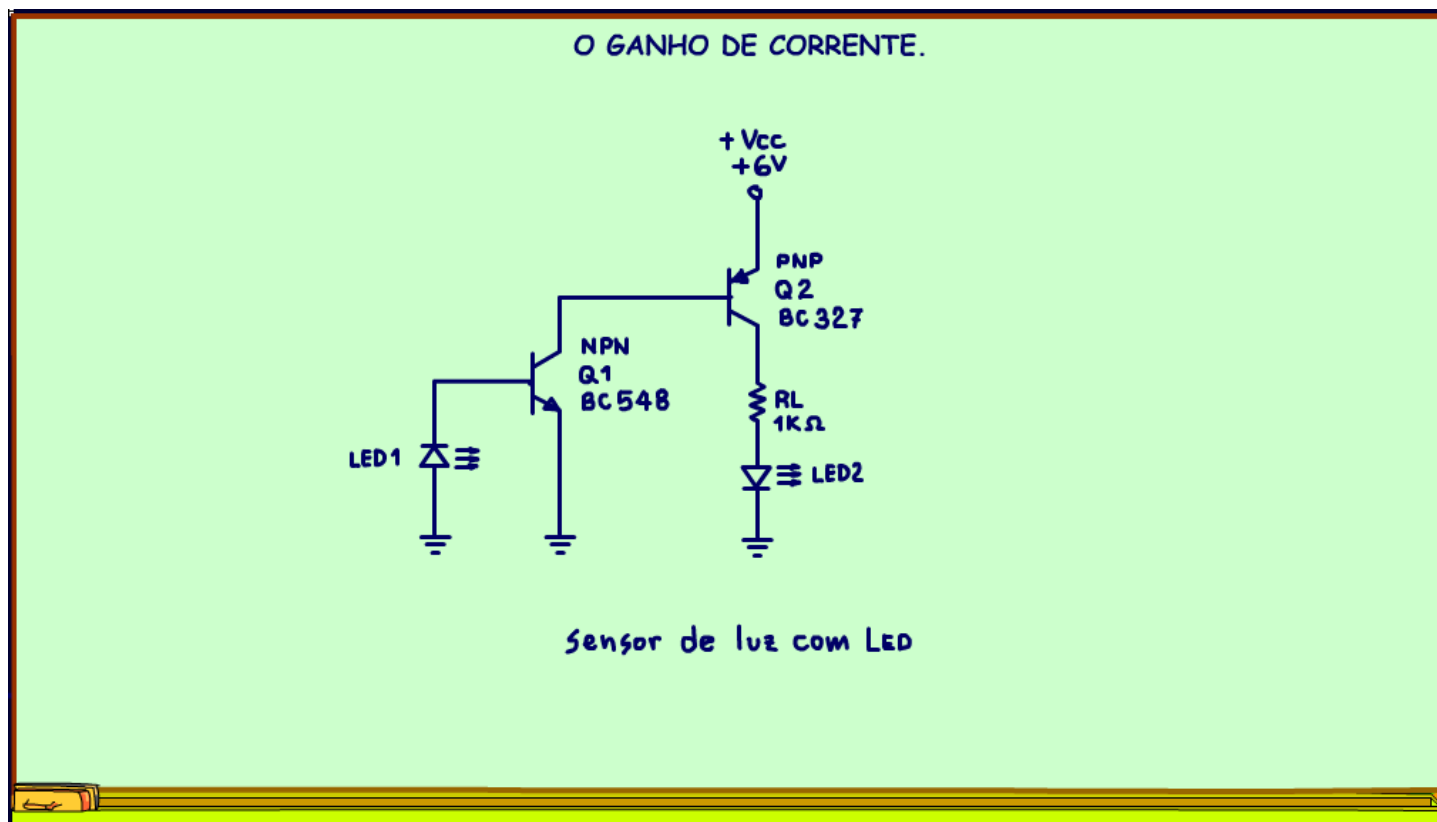 O GANHO DE CORRENTE.
+Vcc
+6V
PNP
Q2
BC327
NPN
Q1
BC548
RL
1KΩ
LED1
LED2
Sensor de luz com LED